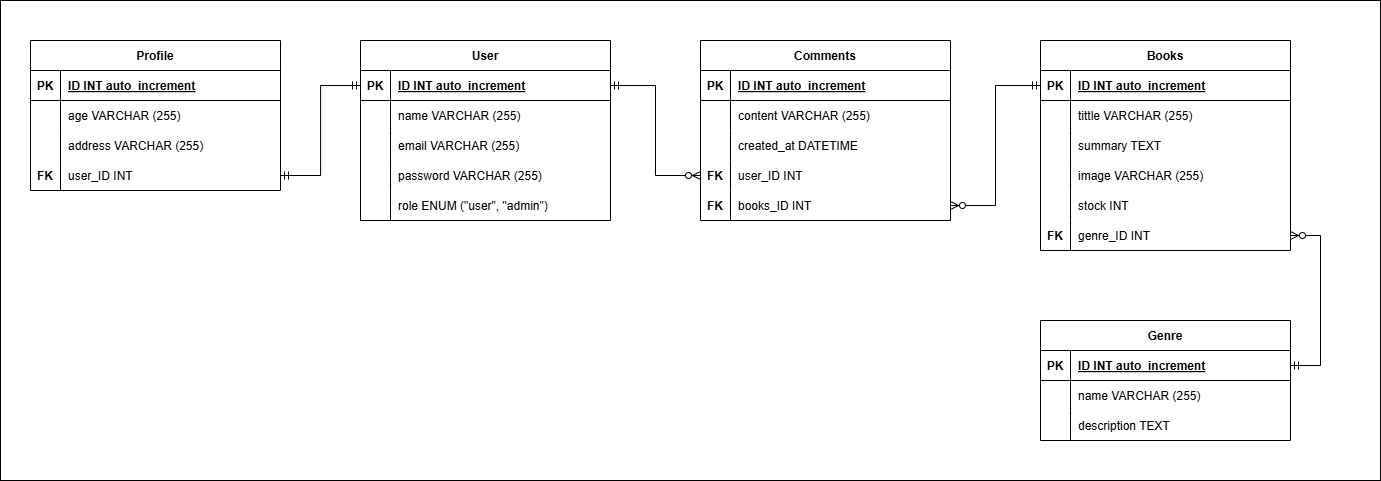 Profile
PK ID INT auto_increment
age VARCHAR (255)
address VARCHAR (255)
FK user_ID INT
User
PK ID INT auto_increment
name VARCHAR (255)
email VARCHAR (255)
password VARCHAR (255)
role ENUM ("user", "admin")
Comments
PK ID INT auto_increment
content VARCHAR (255)
created_at DATETIME
FK user_ID INT
FK books_ID INT
Books
PK ID INT auto_increment
tittle VARCHAR (255)
summary TEXT
image VARCHAR (255)
stock INT
FK genre_ID INT
Genre
PK ID INT auto_increment
name VARCHAR (255)
description TEXT